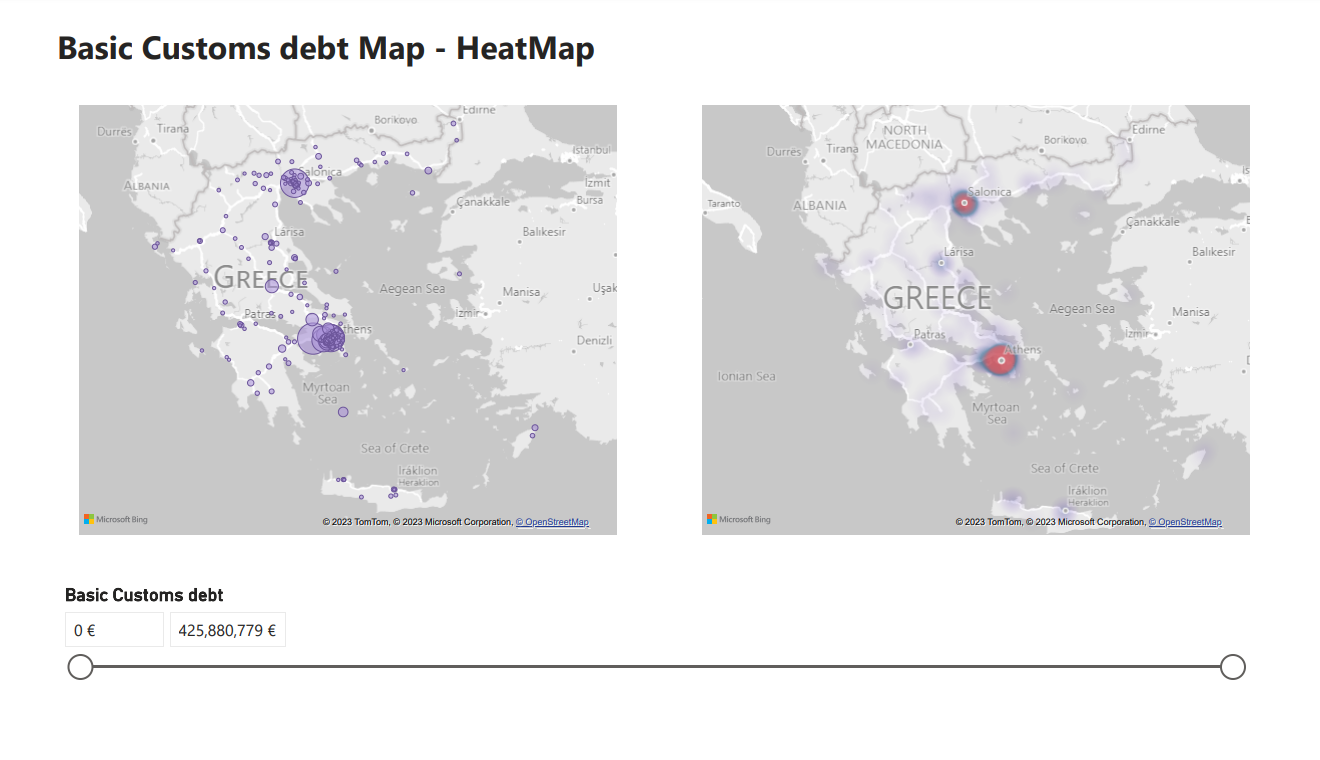 Basic Customs debt Map - HeatMap
Edirne
Borikovo
Durrës
Tirana
Istanbul
Salonica
İzmit
ALBANIA
Bursa
Çanakkale
Lárisa
Balıkesir
GREECE
Aegean Sea
Manisa
Uşak
Patras
İzmir
Athens
Denizli
Myrtoan
Sea
Sea of Crete
Iráklion
Heraklion
Microsoft Bing
© 2023 TomTom, © 2023 Microsoft Corporation, © OpenStreetMap
NORTH
MACEDONIA
Edirne
Borikovo
Durrës
Tirana
Salonica
Taranto
ALBANIA
Çanakkale
Lárisa
Balıkesir
GREECE
Aegean Sea
Manisa
Patras
İzmir
Athens
Ionian Sea
Myrtoan
Sea
Sea of Crete
Iráklion
Heraklion
Microsoft Bing
© 2023 TomTom, © 2023 Microsoft Corporation, © OpenStreetMap
Basic Customs debt
0 €
425,880,779 €